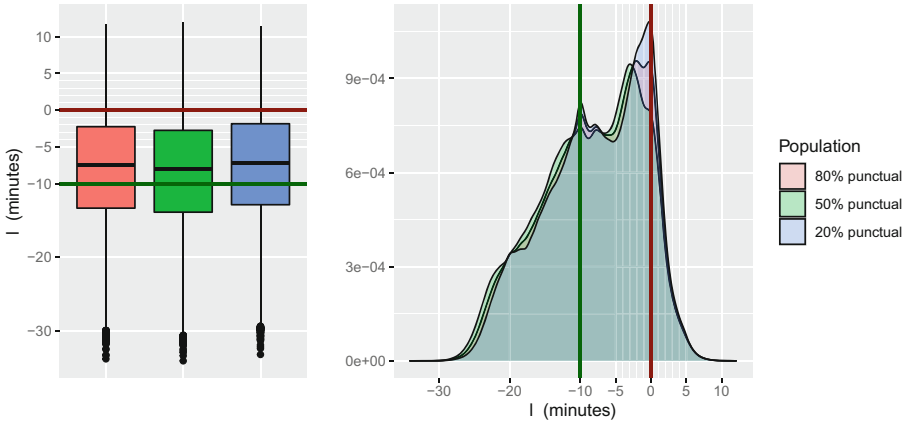 10
5
0
−5
−10
−20
−30
l (minutes)
9e−04
6e−04
3e−04
0e+00
−30
−20
−10
−5
0
5
10
l (minutes)
Population
80% punctual
50% punctual
20% punctual